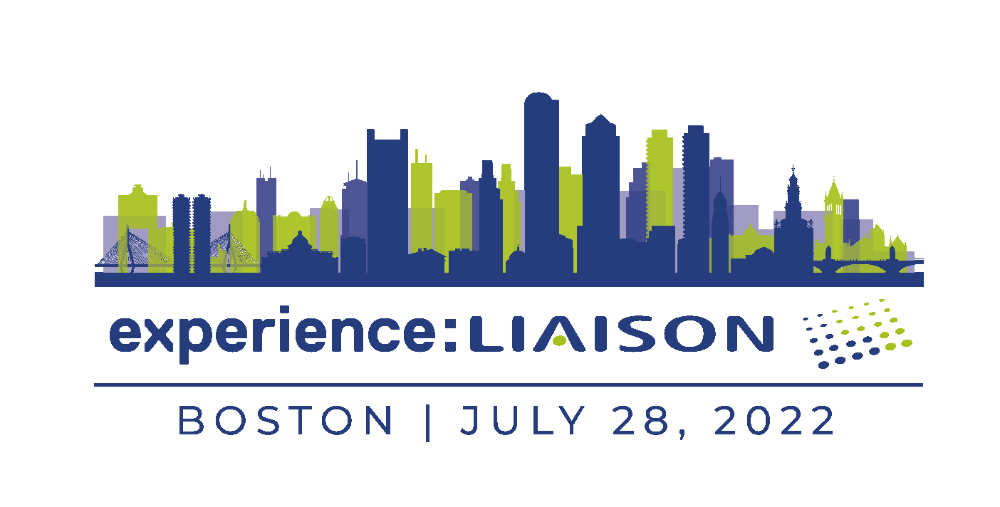 experience:LIAISON
BOSTON | JULY 28, 2022